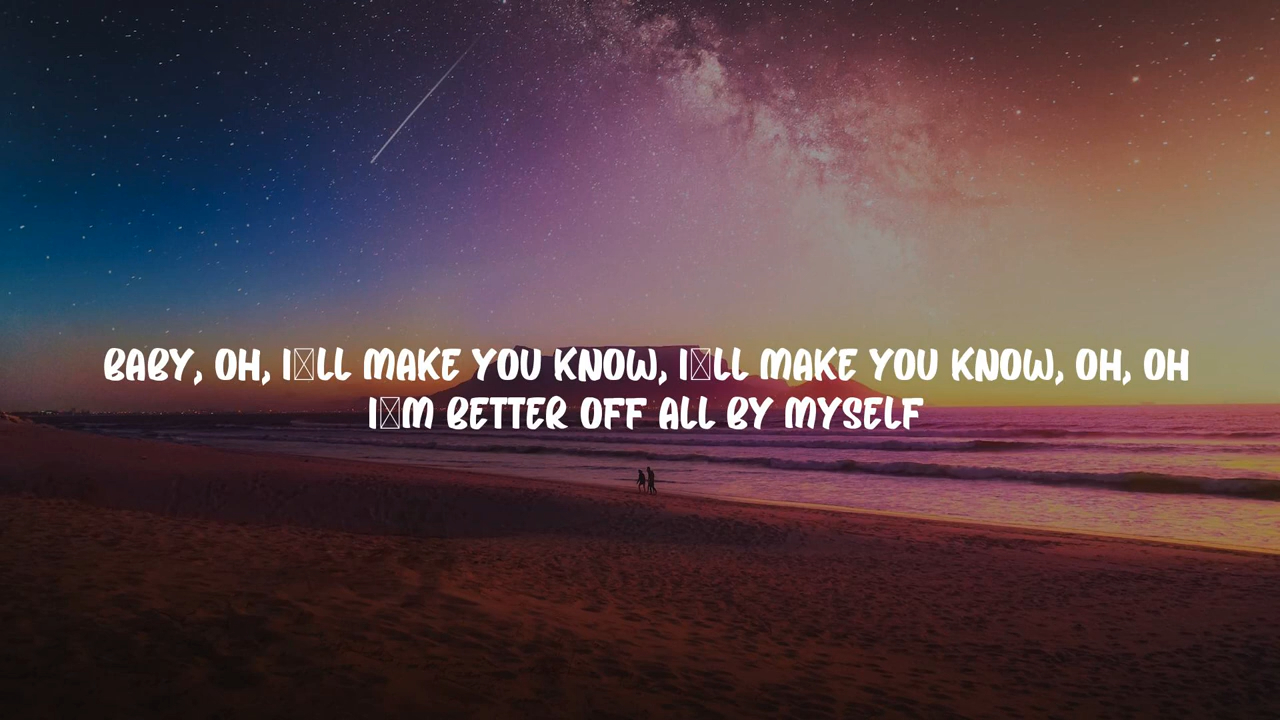 BABY, OH, I☒LL MAKE YOU KNOW, I☒LL MAKE YOU KNOW, OH, OH
I☒M BETTER OFF ALL BY MYSELF